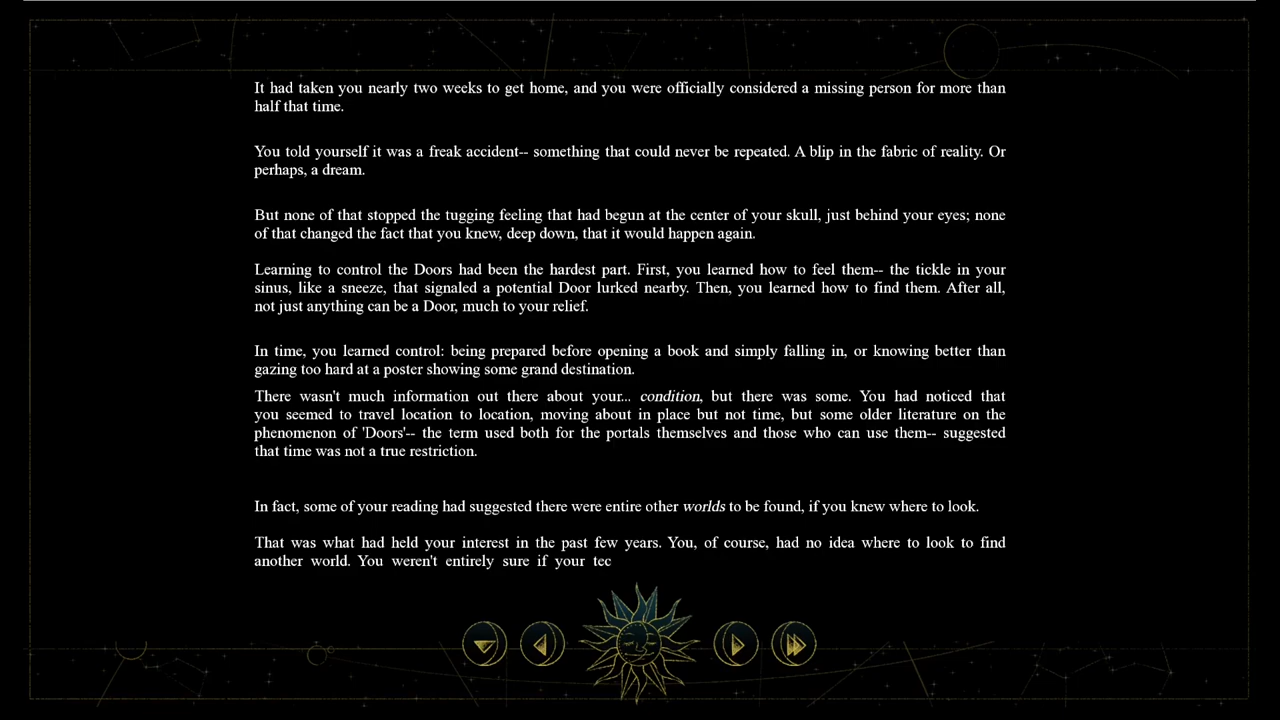 It had taken you nearly two weeks to get home, and you were officially considered a missing person for more than
half that time.
You told yourself it was a freak accident-- something that could never be repeated. A blip in the fabric of reality. Or
perhaps, a dream.
But none of that stopped the tugging feeling that had begun at the center of your skull, just behind your eyes; none
of that changed the fact that you knew, deep down, that it would happen again.
Learning to control the Doors had been the hardest part. First, you learned how to feel them-- the tickle in your
sinus, like a sneeze, that signaled a potential Door lurked nearby. Then, you learned how to find them. After all,
not just anything can be a Door, much to your relief.
In time, you learned control: being prepared before opening a book and simply falling in, or knowing better than
gazing too hard at a poster showing some grand destination.
There wasn't much information out there about your... condition, but there was some. You had noticed that
you seemed to travel location to location, moving about in place but not time, but some older literature on the
phenomenon of 'Doors'-- the term used both for the portals themselves and those who can use them-- suggested
that time was not a true restriction.
In fact, some of your reading had suggested there were entire other worlds to be found, if you knew where to look.
That was what had held your interest in the past few years. You, of course, had no idea where to look to find
another world. You weren't entirely sure if your tec